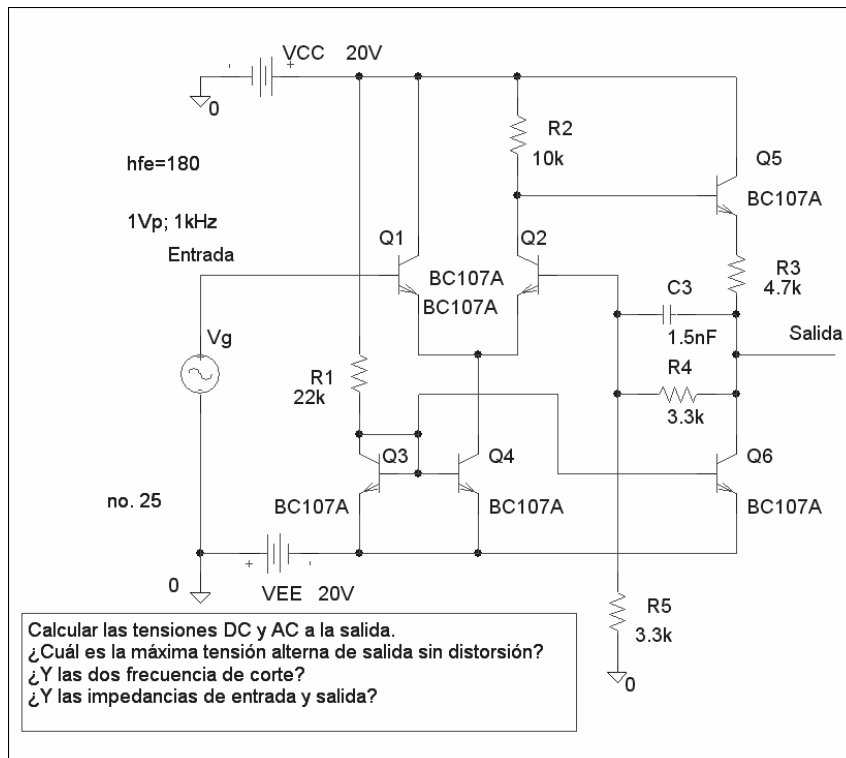 VCC 20V
- +
0
R2
10k
hfe=180
Q5
BC107A
1Vp; 1kHz
Entrada
Q1
Q2
BC107A
BC107A
R3
4.7k
C3
1.5nF
Salida
Vg
+
-
R1
22k
R4
3.3k
Q3
Q4
Q6
BC107A
BC107A
BC107A
no. 25
+ -
0
VEE 20V
R5
3.3k
0
Calcular las tensiones DC y AC a la salida.
¿Cuál es la máxima tensión alterna de salida sin distorsión?
¿Y las dos frecuencia de corte?
¿Y las impedancias de entrada y salida?